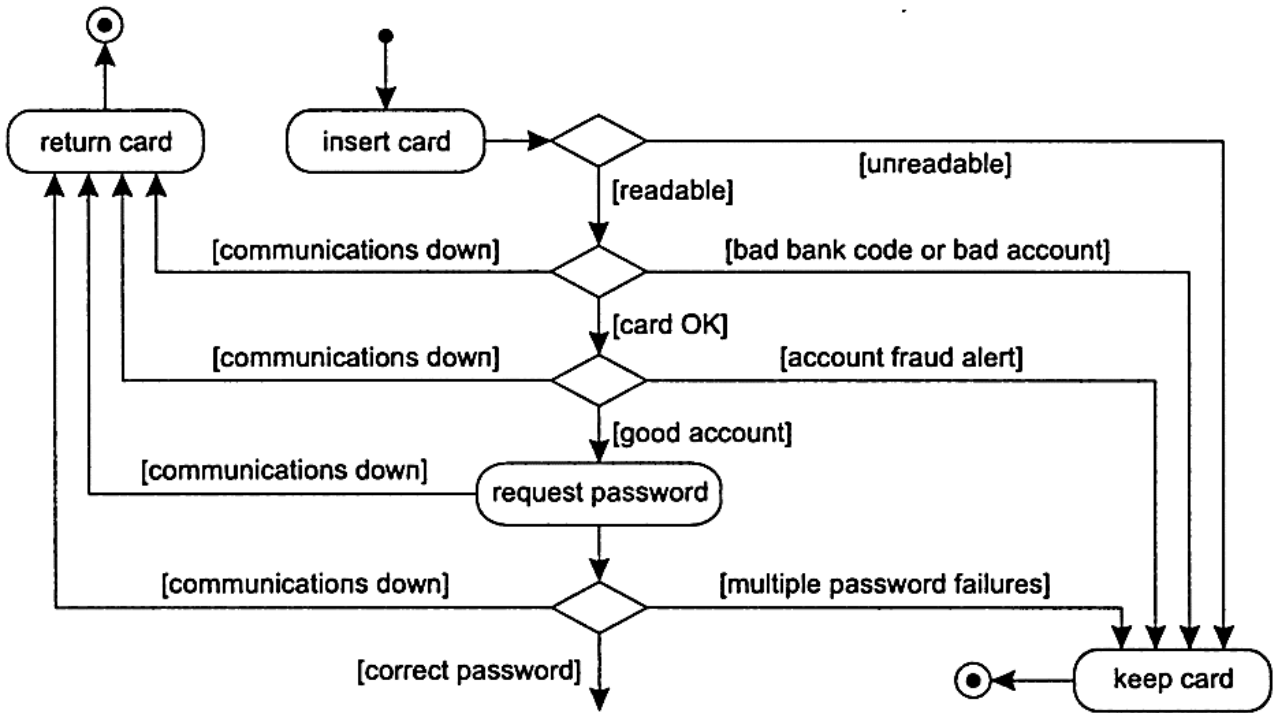 return card
insert card
[unreadable]
[readable]
[communications down]
[bad bank code or bad account]
[card OK]
[communications down]
[account fraud alert]
[good account]
[communications down]
request password
[communications down]
[multiple password failures]
[correct password]
keep card